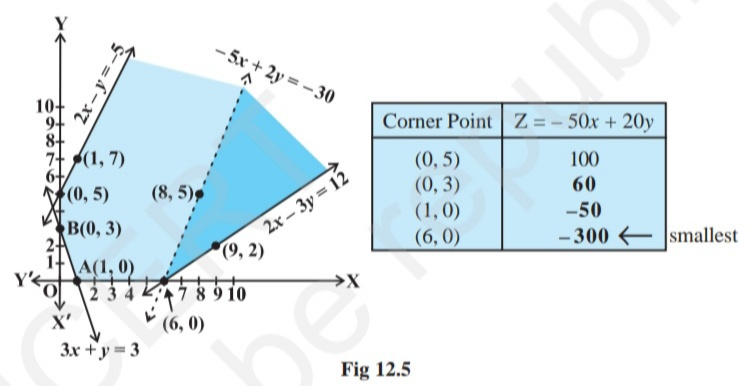 Y
2x – y = –5
– 5x + 2y = –30
10
9
8
7
6
(1, 7)
(0, 5)
(8, 5)
B(0, 3)
2x – 3y = 12
2
1
(9, 2)
A(1, 0)
Y'
O
2 3 4
7 8 9 10
X
X'
(6, 0)
3x + y = 3
Corner Point Z = – 50x + 20y
(0, 5) 100
(0, 3) 60
(1, 0) –50
(6, 0) –300 smallest
Fig 12.5